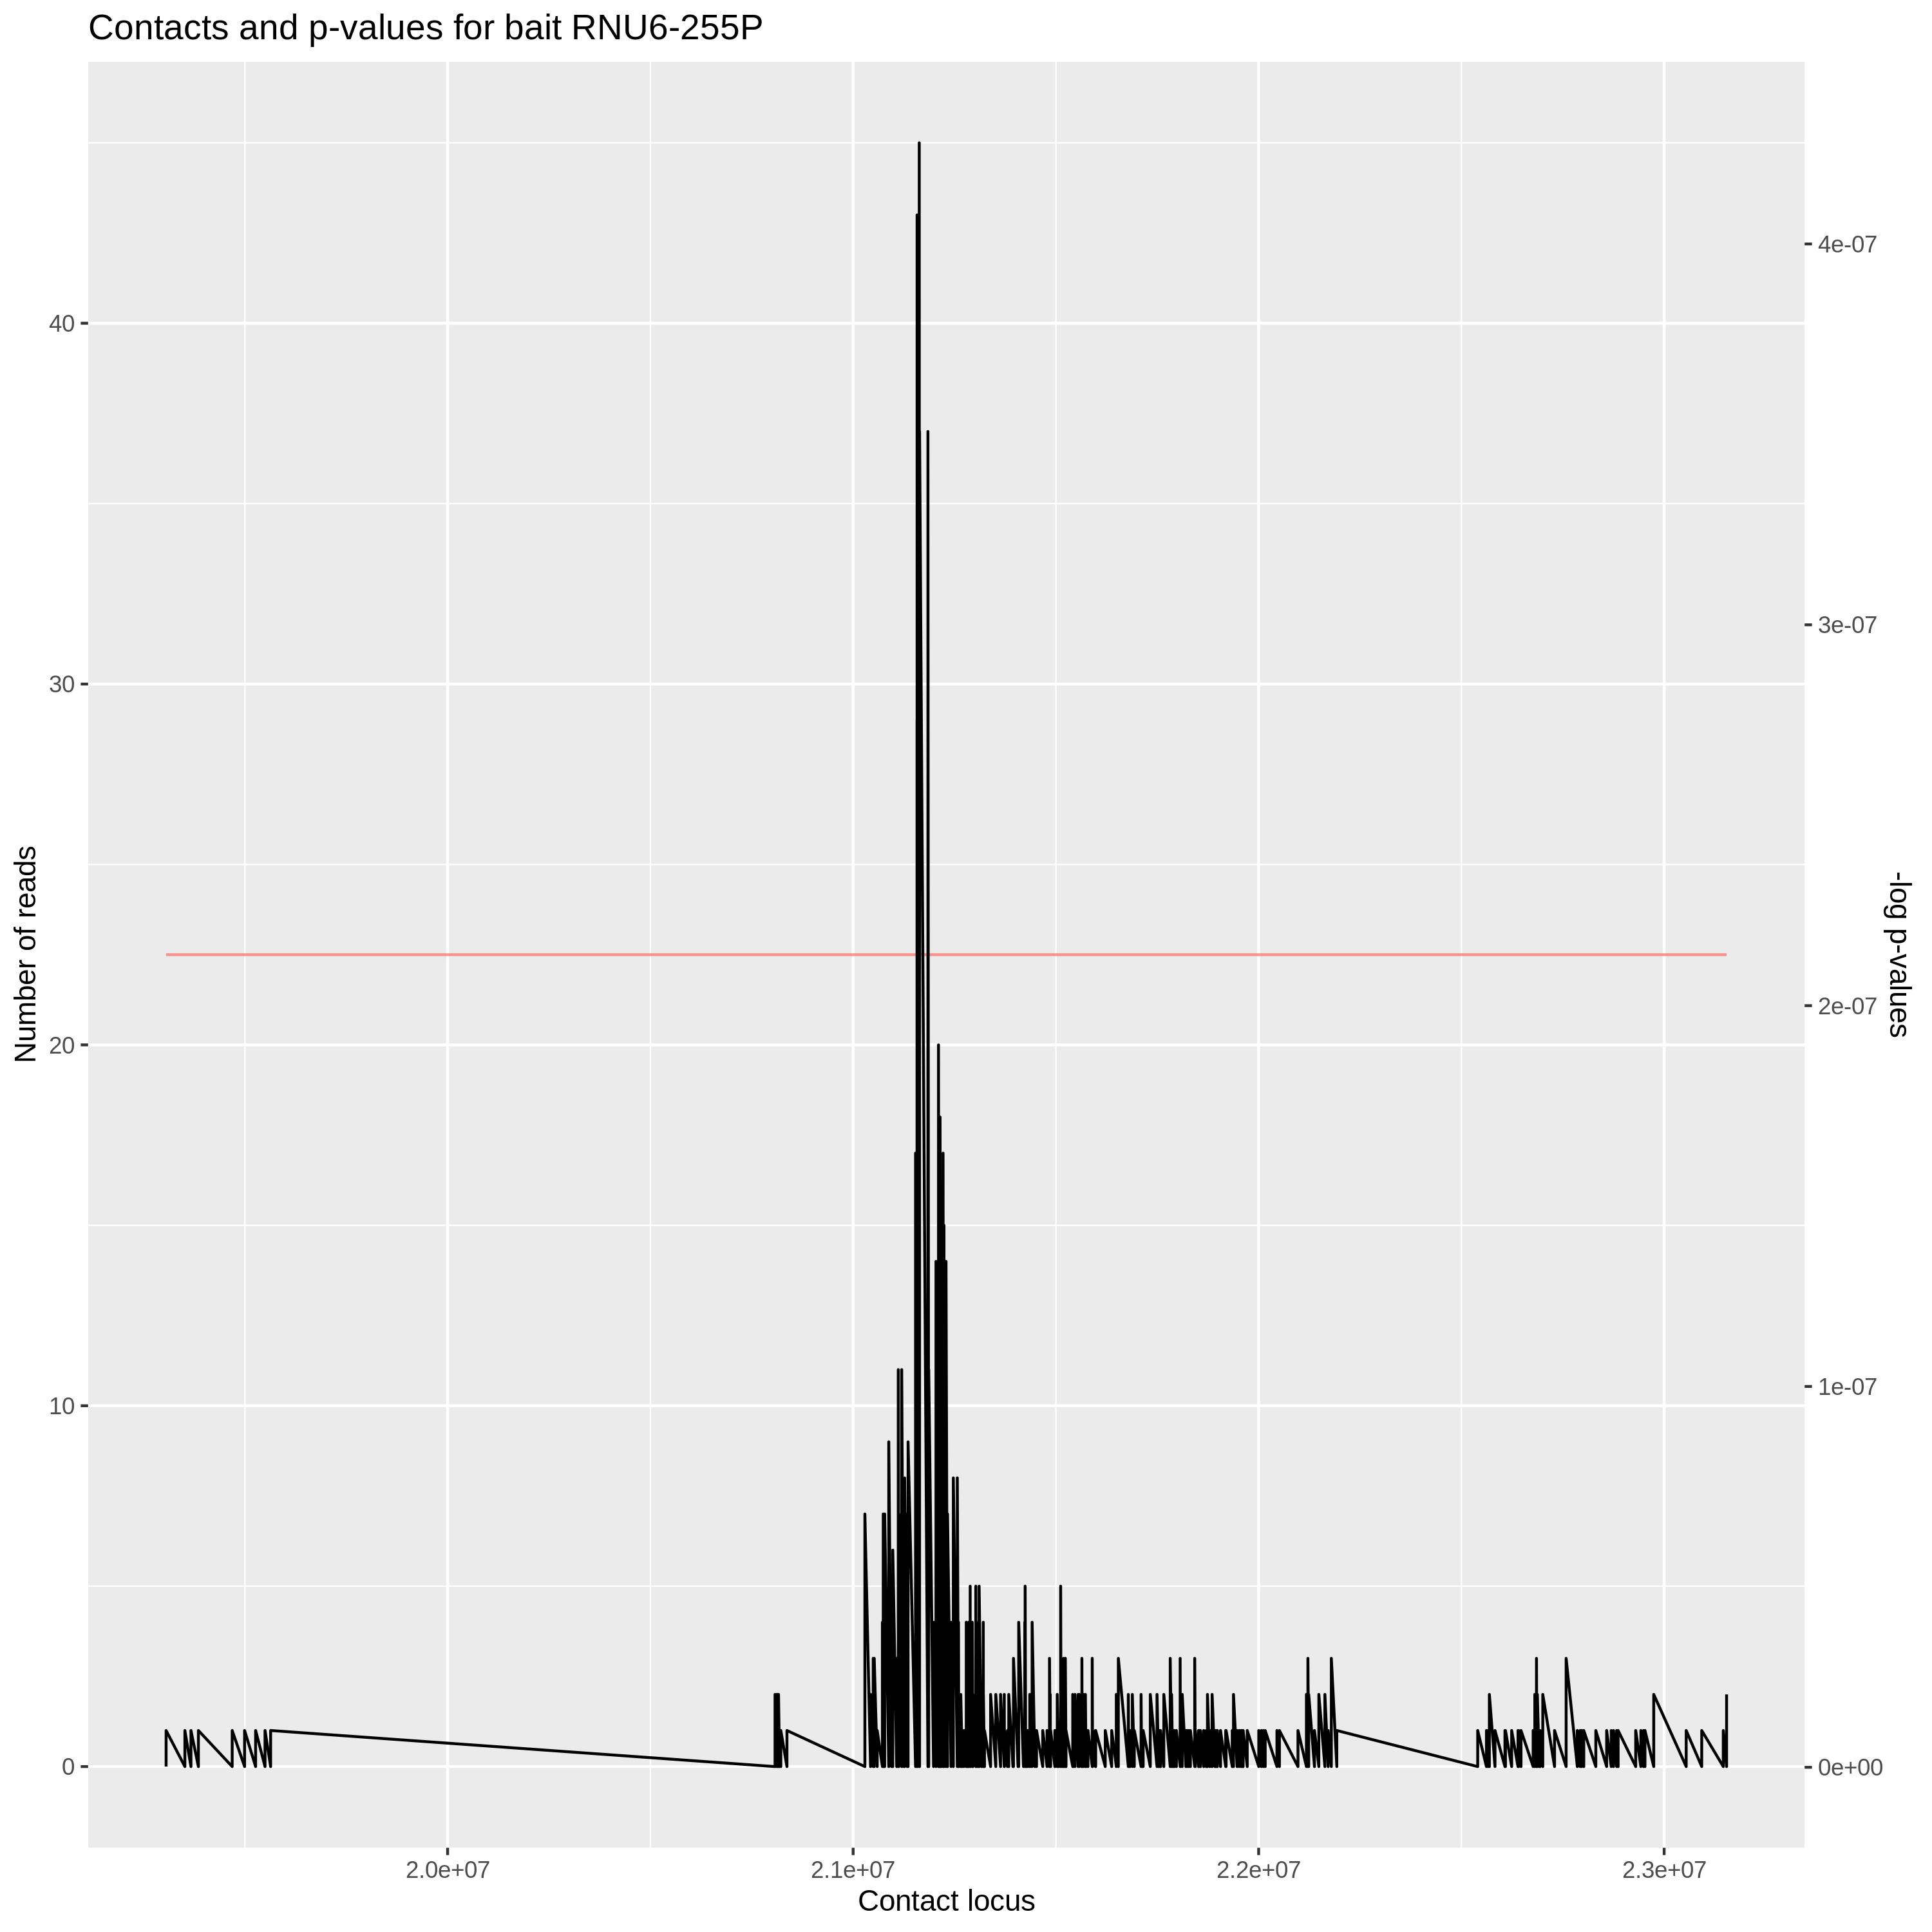 Contacts and p-values for bait RNU6-255P
Number of reads
40
30
20
10
0
4e-07
3e-07
2e-07
1e-07
0e+00
-log p-values
2.0e+07
2.1e+07
2.2e+07
2.3e+07
Contact locus